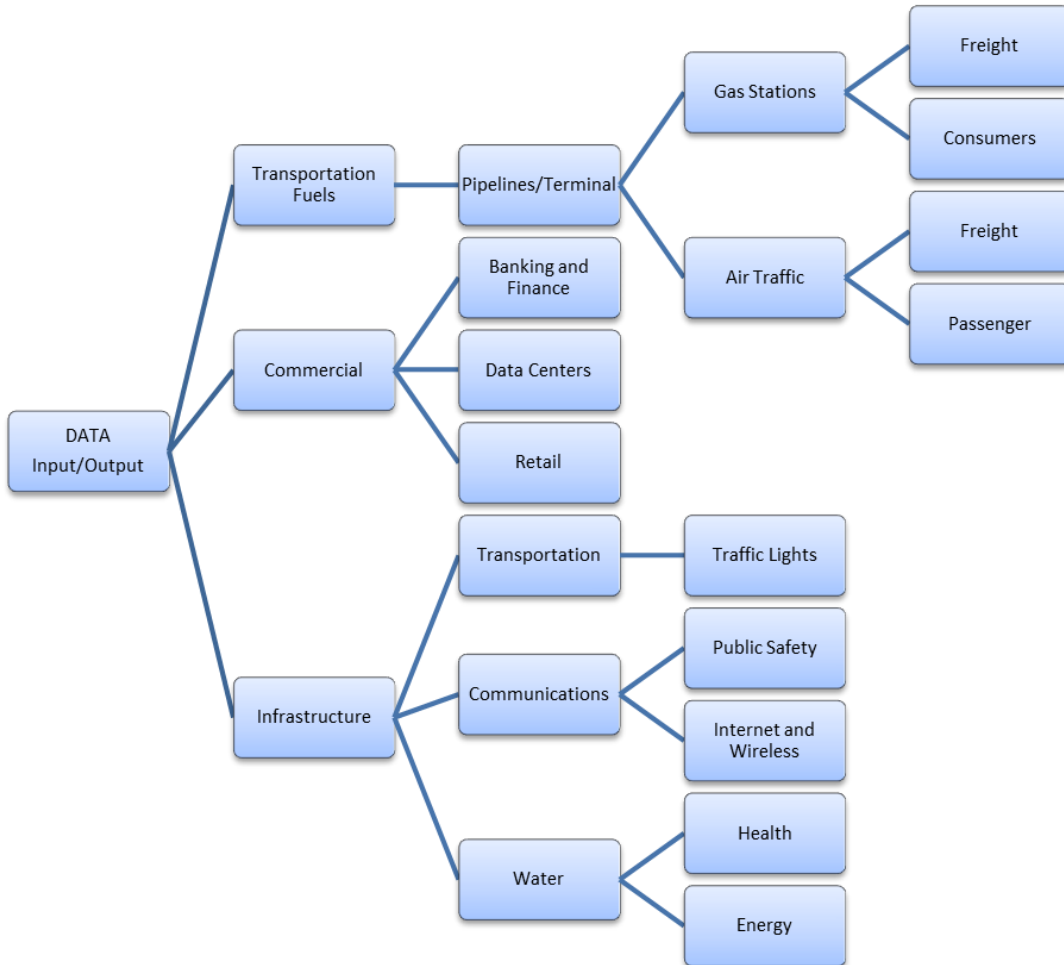 Freight
Gas Stations
Consumers
Transportation
Fuels
Pipelines/Terminal
Freight
Air Traffic
Passenger
Banking and
Finance
Commercial
Data Centers
Retail
DATA
Input/Output
Transportation
Traffic Lights
Public Safety
Communications
Infrastructure
Internet and
Wireless
Health
Water
Energy